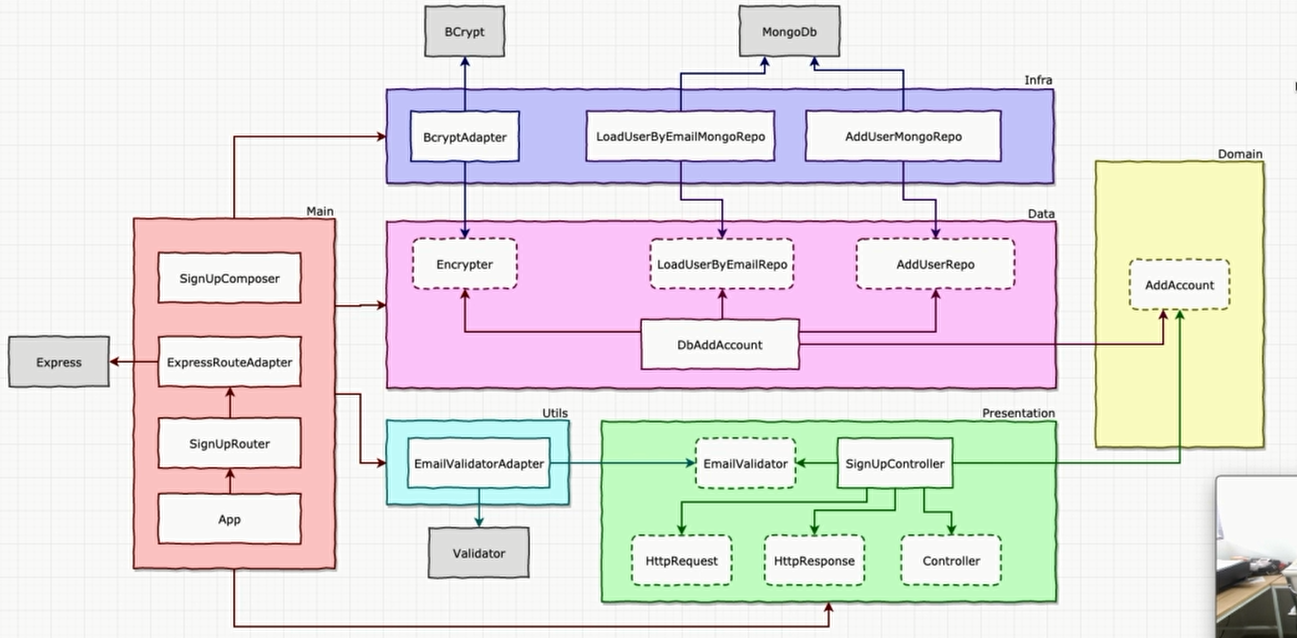 BCrypt
MongoDb
Infra
BcryptAdapter
LoadUserByEmailMongoRepo
AddUserMongoRepo
Domain
Main
Data
SignUpComposer
Encrypter
LoadUserByEmailRepo
AddUserRepo
AddAccount
DbAddAccount
Express
ExpressRouteAdapter
Utils
Presentation
SignUpRouter
EmailValidatorAdapter
EmailValidator
SignUpController
App
Validator
HttpRequest
HttpResponse
Controller